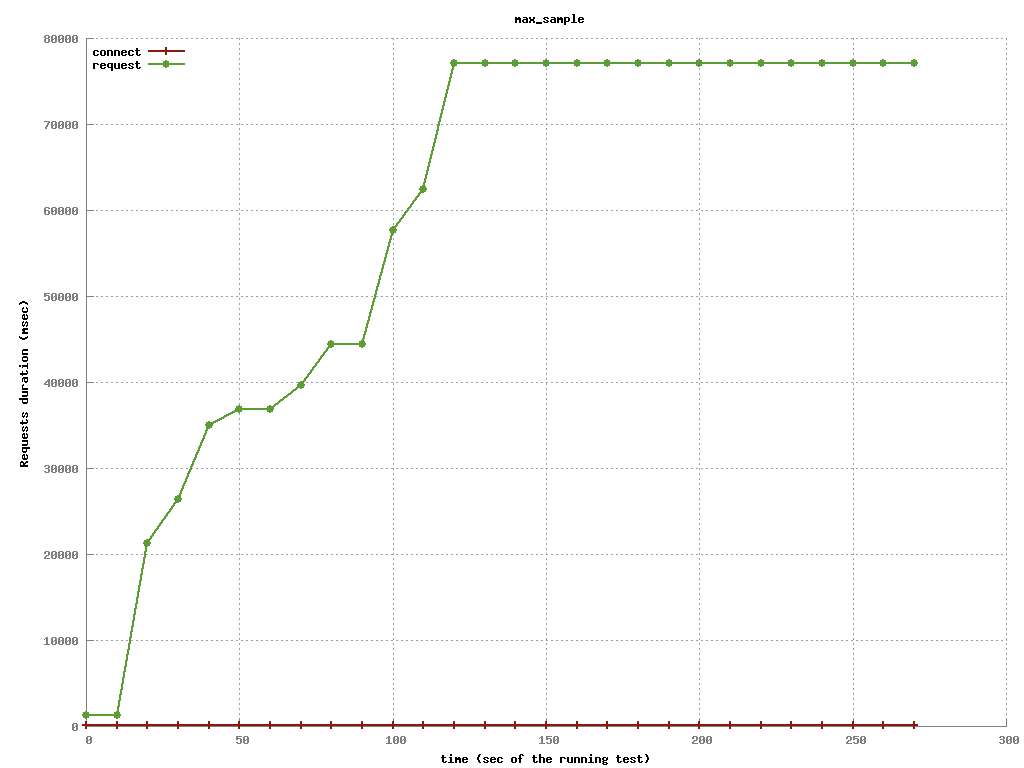 max_sample
connect
request
80000
70000
60000
50000
40000
30000
20000
10000
0
Requests duration (msec)
0 50 100 150 200 250 300
time (sec of the running test)